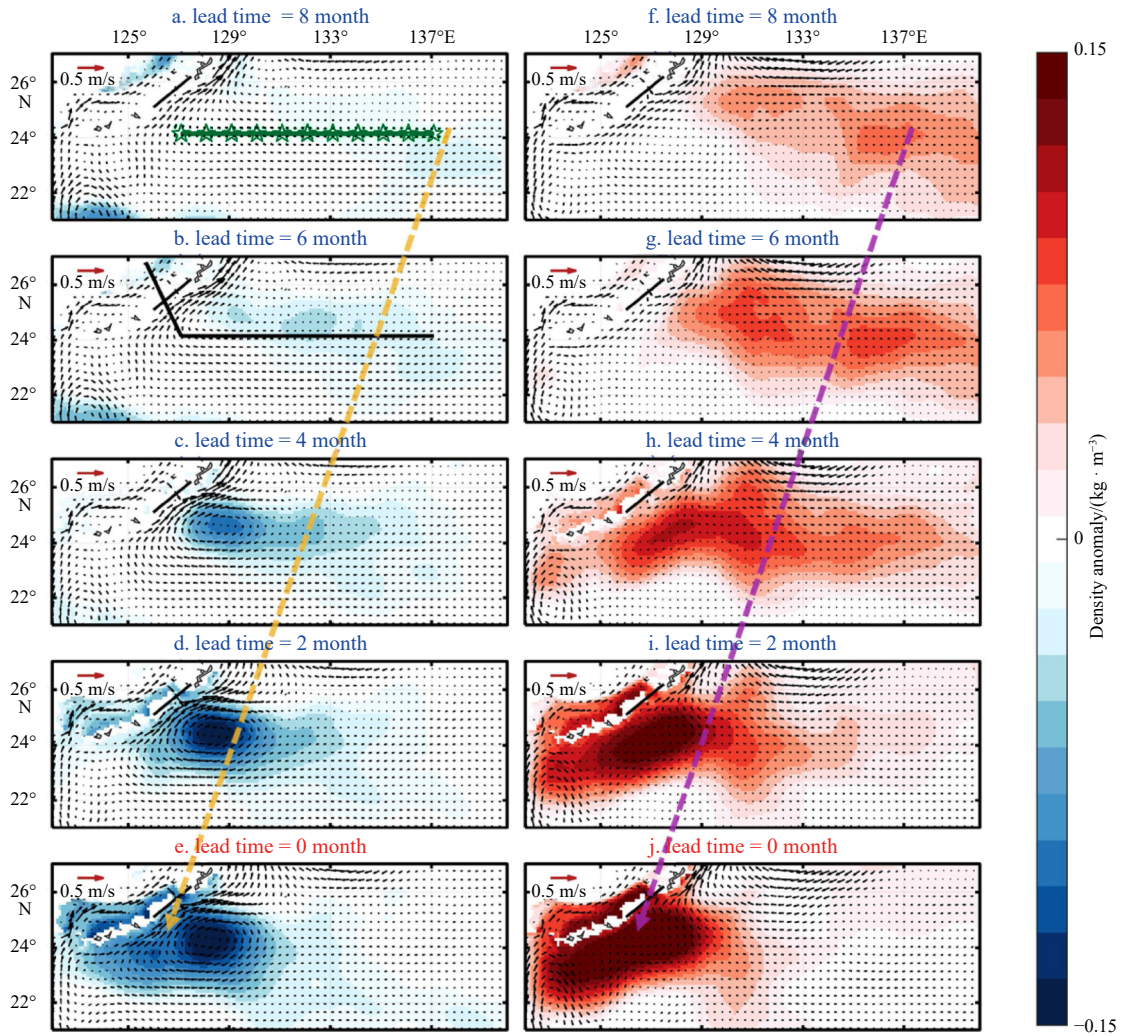 a. lead time = 8 month
f. lead time = 8 month
125° 129° 133° 137°E
125° 129° 133° 137°E
0.15
26°
N
24°
22°
0.5 m/s
0.5 m/s
b. lead time = 6 month
g. lead time = 6 month
26°
N
24°
22°
0.5 m/s
0.5 m/s
c. lead time = 4 month
h. lead time = 4 month
26°
N
24°
22°
0.5 m/s
0.5 m/s
Density anomaly/(kg · m⁻³)
0
d. lead time = 2 month
i. lead time = 2 month
26°
N
24°
22°
0.5 m/s
0.5 m/s
e. lead time = 0 month
j. lead time = 0 month
26°
N
24°
22°
0.5 m/s
0.5 m/s
−0.15